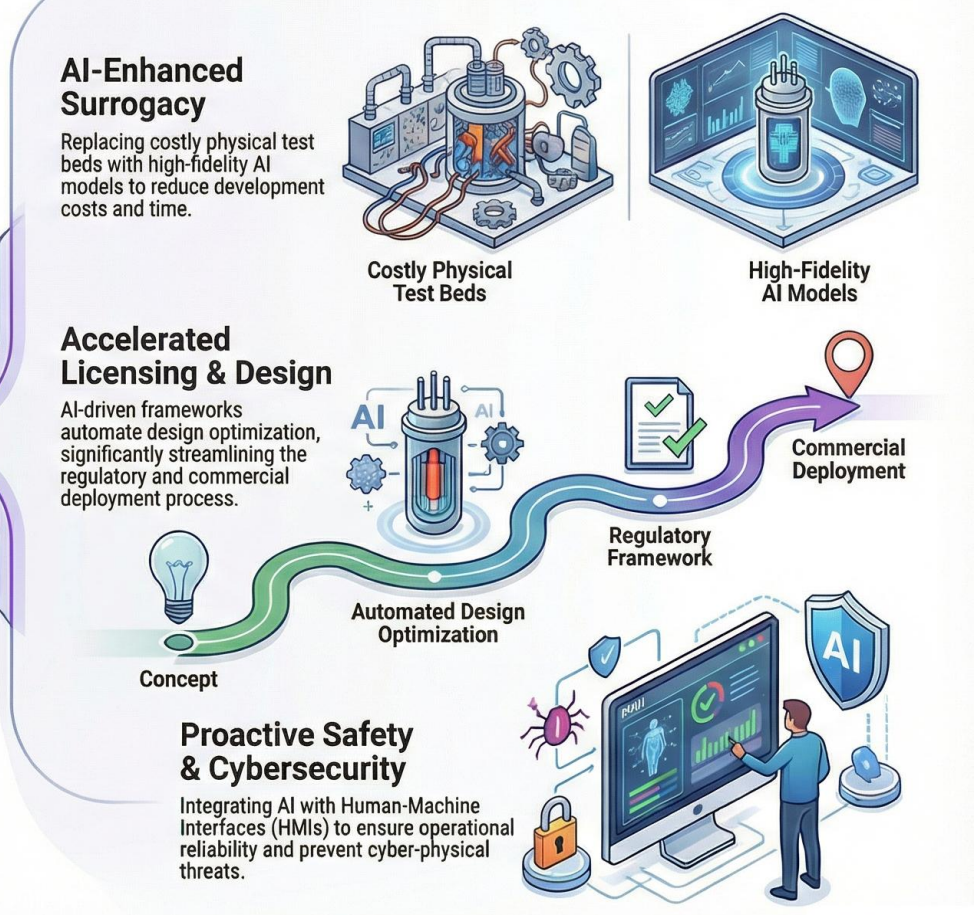 AI-Enhanced
Surrogacy
Replacing costly physical test
beds with high-fidelity AI
models to reduce development
costs and time.
Costly Physical
Test Beds
High-Fidelity
AI Models
Accelerated
Licensing & Design
AI-driven frameworks
automate design optimization,
significantly streamlining the
regulatory and commercial
deployment process.
AI
AI
Commercial
Deployment
Regulatory
Framework
Automated Design
Optimization
Concept
AI
Proactive Safety
& Cybersecurity
Integrating AI with Human-Machine
Interfaces (HMIs) to ensure operational
reliability and prevent cyber-physical
threats.